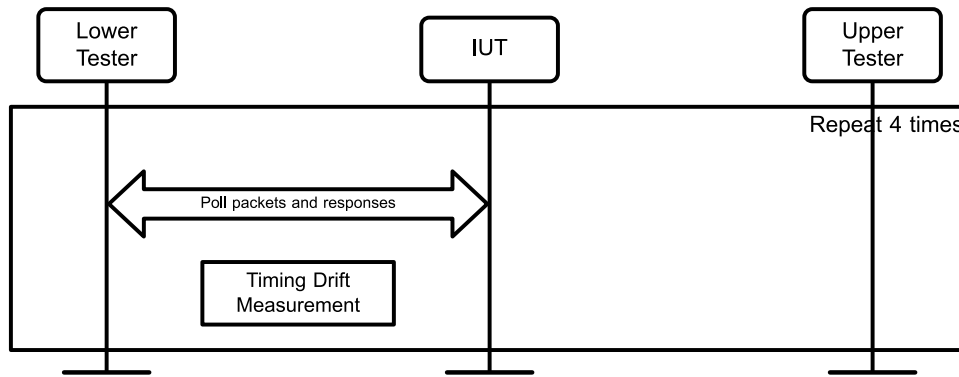 Lower
Tester
IUT
Upper
Tester
Repeat 4 times
Poll packets and responses
Timing Drift
Measurement